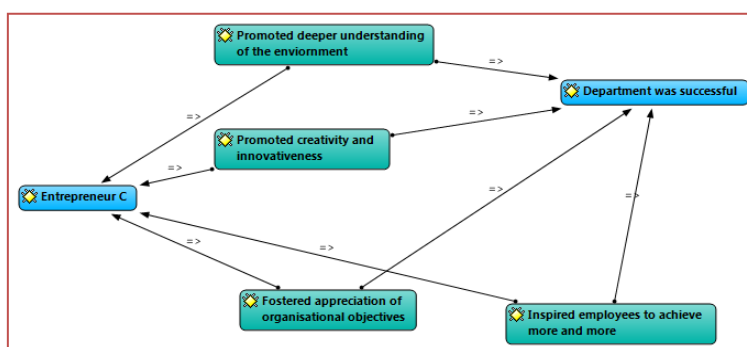 Promoted deeper understanding
of the enviornment
=>
Department was successful
=>
Promoted creativity and
innovativeness
=>
=>
Entrepreneur C
=>
=>
=>
=>
Fostered appreciation of
organisational objectives
Inspired employees to achieve
more and more